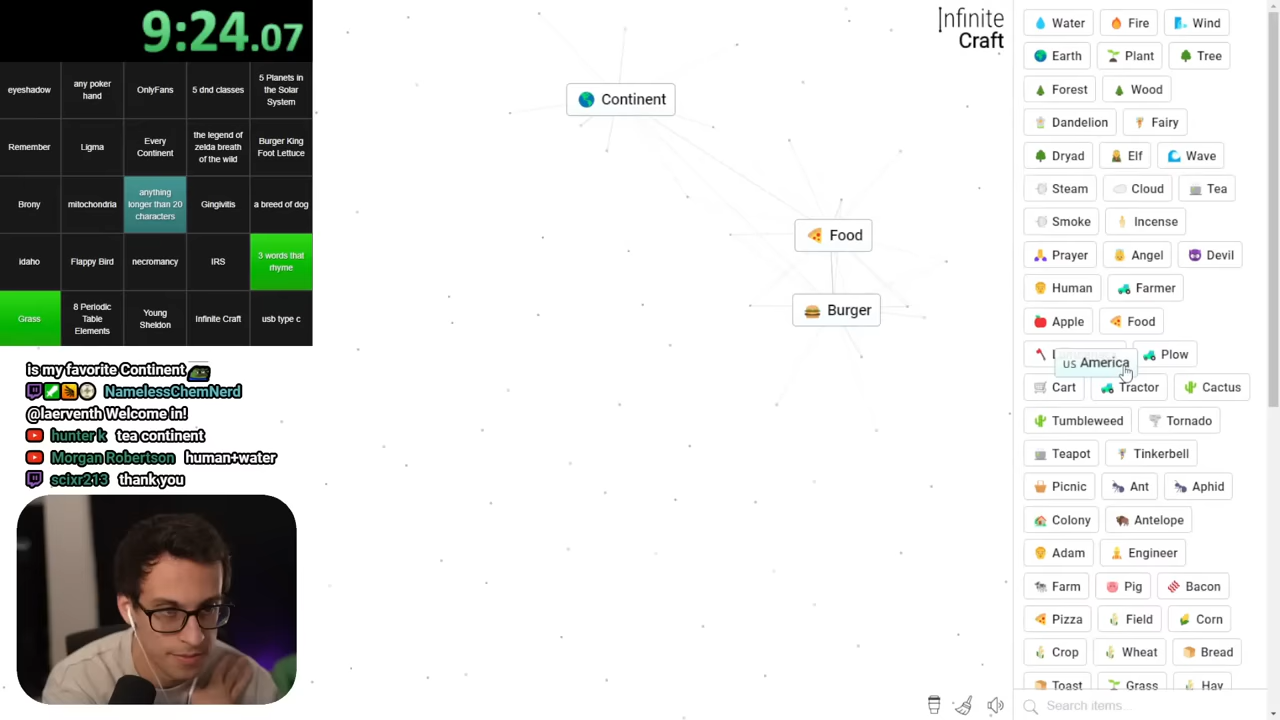 9:24.07
eyeshadow
any poker
hand
OnlyFans
5 dnd classes
5 Planets in
the Solar
System
Remember
Ligma
Every
Continent
the legend of
zelda breath
of the wild
Burger King
Foot Lettuce
Brony
mitochondria
anything
longer than 20
characters
Gingivitis
a breed of dog
idaho
Flappy Bird
necromancy
IRS
3 words that
rhyme
Grass
8 Periodic
Table
Elements
Young
Sheldon
Infinite Craft
usb type c
is my favorite Continent
NamelessChemNerd
@laerventh Welcome in!
hunter k tea continent
Morgan Robertson human+water
scixr213 thank you
Continent
Food
Burger
Infinite
Craft
Water Fire Wind
Earth Plant Tree
Forest Wood
Dandelion Fairy
Dryad Elf Wave
Steam Cloud Tea
Smoke Incense
Prayer Angel Devil
Human Farmer
Apple Food
US America Plow
Cart Tractor Cactus
Tumbleweed Tornado
Teapot Tinkerbell
Picnic Ant Aphid
Colony Antelope
Adam Engineer
Farm Pig Bacon
Pizza Field Corn
Crop Wheat Bread
Toast Grass Hay
Search items...